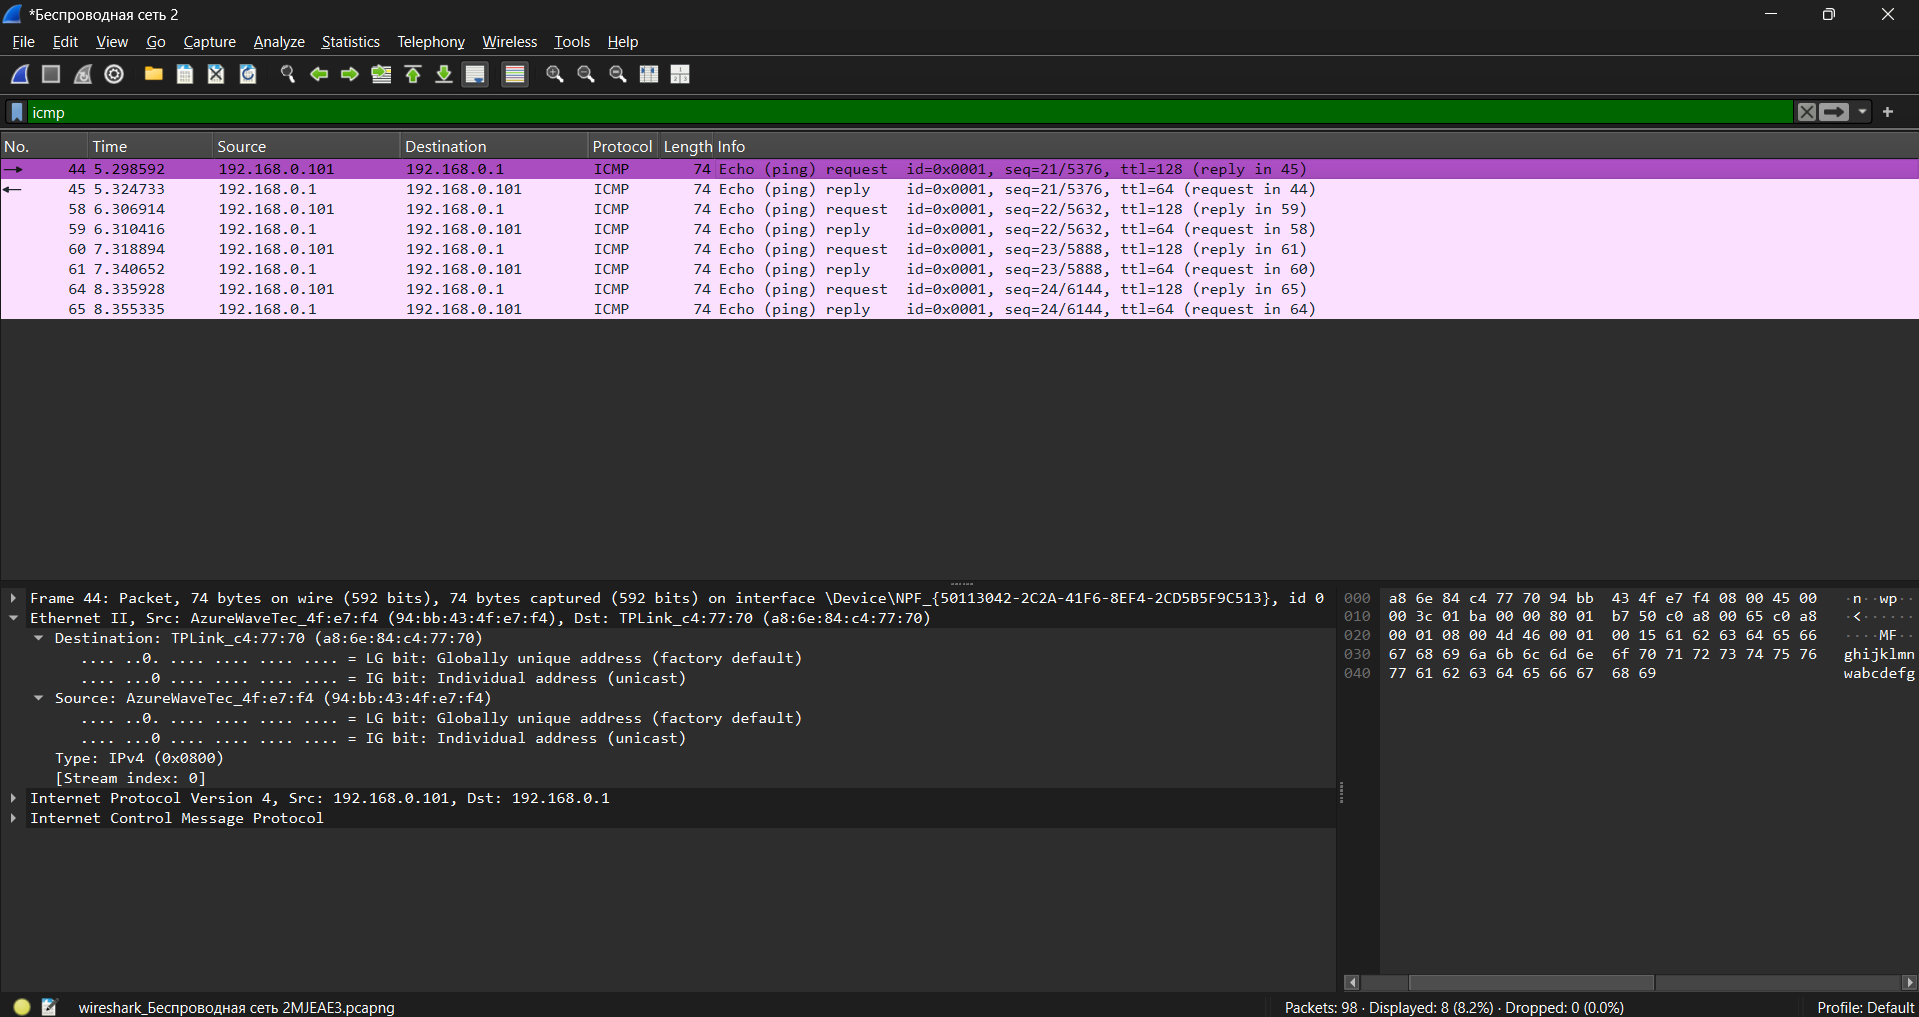 *Беспроводная сеть 2
File Edit View Go Capture Analyze Statistics Telephony Wireless Tools Help
icmp
No. Time Source Destination Protocol Length Info
44 5.298592 192.168.0.101 192.168.0.1 ICMP 74 Echo (ping) request id=0x0001, seq=21/5376, ttl=128 (reply in 45)
45 5.324733 192.168.0.1 192.168.0.101 ICMP 74 Echo (ping) reply id=0x0001, seq=21/5376, ttl=64 (request in 44)
58 6.306914 192.168.0.101 192.168.0.1 ICMP 74 Echo (ping) request id=0x0001, seq=22/5632, ttl=128 (reply in 59)
59 6.310416 192.168.0.1 192.168.0.101 ICMP 74 Echo (ping) reply id=0x0001, seq=22/5632, ttl=64 (request in 58)
60 7.318894 192.168.0.101 192.168.0.1 ICMP 74 Echo (ping) request id=0x0001, seq=23/5888, ttl=128 (reply in 61)
61 7.340652 192.168.0.1 192.168.0.101 ICMP 74 Echo (ping) reply id=0x0001, seq=23/5888, ttl=64 (request in 60)
64 8.335928 192.168.0.101 192.168.0.1 ICMP 74 Echo (ping) request id=0x0001, seq=24/6144, ttl=128 (reply in 65)
65 8.355335 192.168.0.1 192.168.0.101 ICMP 74 Echo (ping) reply id=0x0001, seq=24/6144, ttl=64 (request in 64)
Frame 44: Packet, 74 bytes on wire (592 bits), 74 bytes captured (592 bits) on interface \Device\NPF_{50113042-2C2A-41F6-8EF4-2CD5B5F9C513}, id 0
Ethernet II, Src: AzureWaveTec_4f:e7:f4 (94:bb:43:4f:e7:f4), Dst: TPLink_c4:77:70 (a8:6e:84:c4:77:70)
Destination: TPLink_c4:77:70 (a8:6e:84:c4:77:70)
.... ..0. .... .... .... .... = LG bit: Globally unique address (factory default)
.... ...0 .... .... .... .... = IG bit: Individual address (unicast)
Source: AzureWaveTec_4f:e7:f4 (94:bb:43:4f:e7:f4)
.... ..0. .... .... .... .... = LG bit: Globally unique address (factory default)
.... ...0 .... .... .... .... = IG bit: Individual address (unicast)
Type: IPv4 (0x0800)
[Stream index: 0]
Internet Protocol Version 4, Src: 192.168.0.101, Dst: 192.168.0.1
Internet Control Message Protocol
000 a8 6e 84 c4 77 70 94 bb 43 4f e7 f4 08 00 45 00 ·n··wp··
010 00 3c 01 ba 00 00 80 01 b7 50 c0 a8 00 65 c0 a8 ·<······
020 00 01 08 00 4d 46 00 01 00 15 61 62 63 64 65 66 ····MF··
030 67 68 69 6a 6b 6c 6d 6e 6f 70 71 72 73 74 75 76 ghijklmn
040 77 61 62 63 64 65 66 67 68 69 wabcdefg
wireshark_Беспроводная сеть 2MJEAE3.pcapng
Packets: 98 · Displayed: 8 (8.2%) · Dropped: 0 (0.0%)
Profile: Default